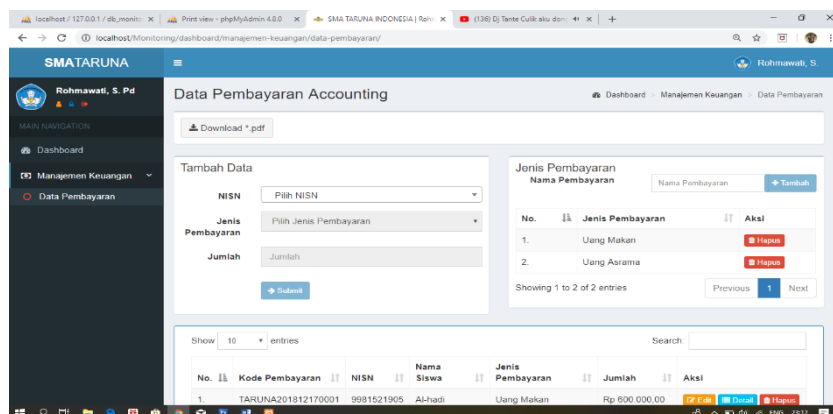 localhost / 127.0.0.1 / db_monito
Print view - phpMyAdmin 4.8.0
SMA TARUNA INDONESIA | Rohm
(136) Dj Tante Culik aku dong
localhost/Monitoring/dashboard/manajemen-keuangan/data-pembayaran/
SMATARUNA
Rohmawati, S.
Rohmawati, S. Pd
MAIN NAVIGATION
Dashboard
Manajemen Keuangan
Data Pembayaran
Data Pembayaran Accounting
Dashboard > Manajemen Keuangan > Data Pembayaran
Download *.pdf
Tambah Data
NISN
Pilih NISN
Jenis Pembayaran
Pilih Jenis Pembayaran
Jumlah
Jumlah
Submit
Jenis Pembayaran
Nama Pembayaran
Nama Pembayaran
+ Tambah
No. Jenis Pembayaran Aksi
1. Uang Makan Hapus
2. Uang Asrama Hapus
Showing 1 to 2 of 2 entries
Previous 1 Next
Show 10 entries
Search:
No. Kode Pembayaran NISN Nama Siswa Jenis Pembayaran Jumlah Aksi
1. TARUNA201812170001 9981521905 Al-hadi Uang Makan Rp 600.000,00 Edit Detail Hapus
ENG 23:12